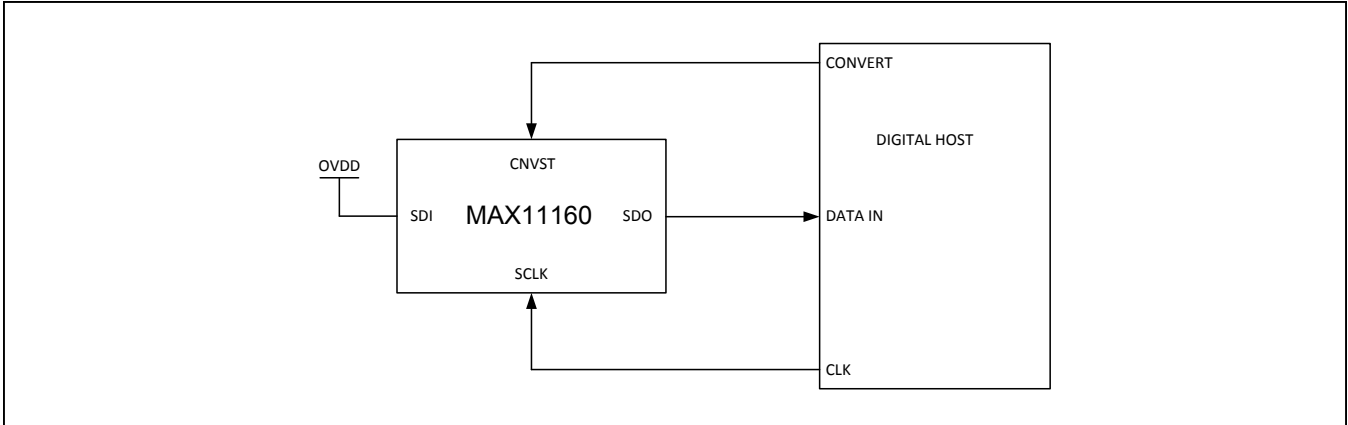 CONVERT
DIGITAL HOST
OVDD
CNVST
SDI
MAX11160
SDO
DATA IN
SCLK
CLK